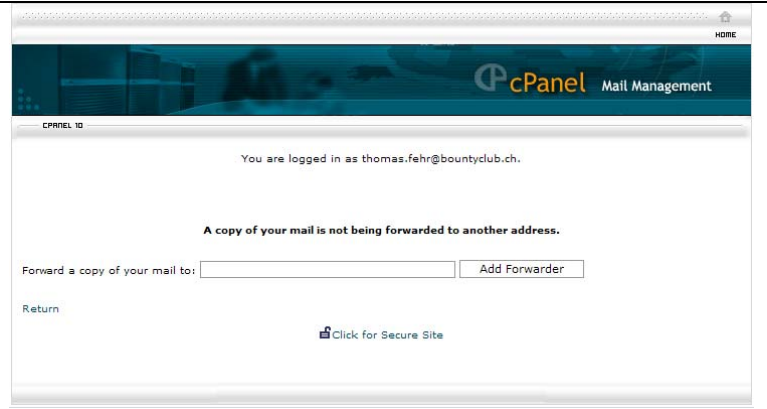 HOME
cPanel Mail Management
CPANEL 10
You are logged in as thomas.fehr@bountyclub.ch.
A copy of your mail is not being forwarded to another address.
Forward a copy of your mail to: Add Forwarder
Return
Click for Secure Site